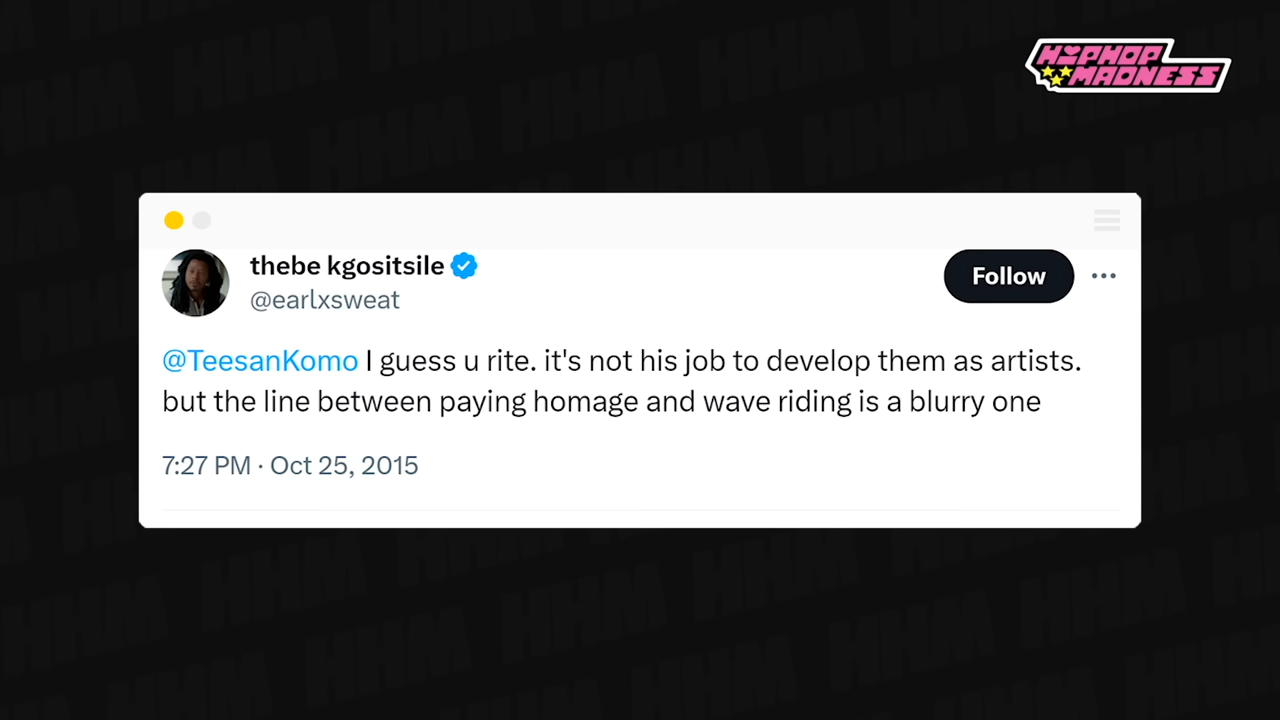 HIPHOP
MADNESS
thebe kgositsile
@earlxsweat
Follow
@TeesanKomo I guess u rite. it's not his job to develop them as artists.
but the line between paying homage and wave riding is a blurry one
7:27 PM · Oct 25, 2015